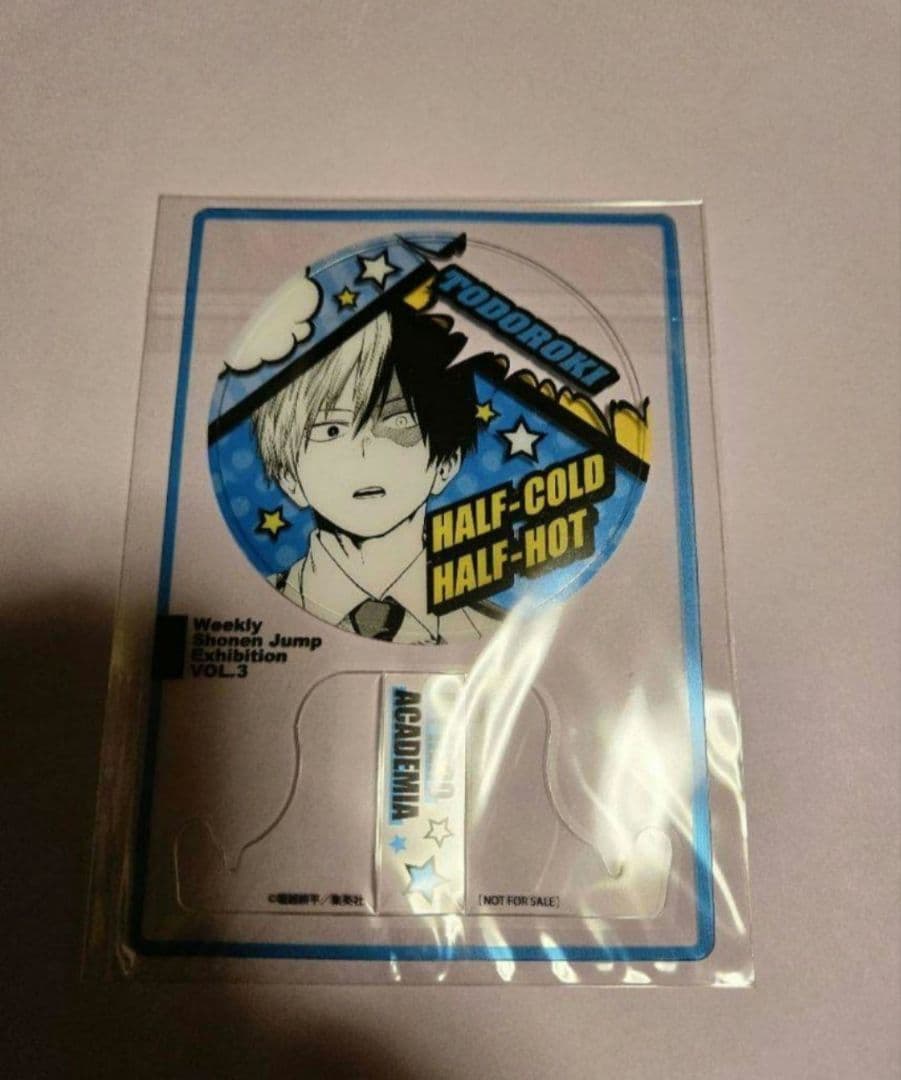 TODOROKI
HALF-COLD
HALF-HOT
Weekly
Shonen Jump
Exhibition
VOL.3
ACADEMIA
©堀越耕平/集英社
[NOT FOR SALE]